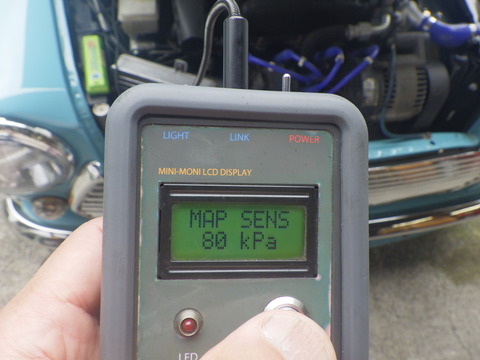 LIGHT LINK POWER
MINI-MONI LCD DISPLAY
MAP SENS
80 kPa
LED